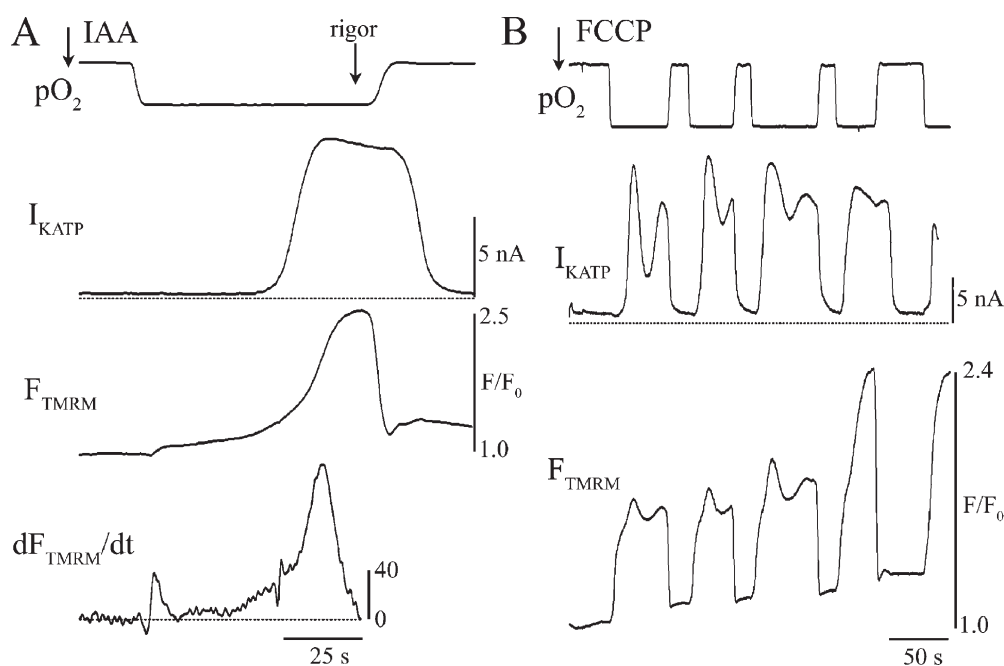 A
IAA
rigor
pO2
IKATP
5 nA
2.5
F/F0
FTMRM
1.0
dFTMRM/dt
40
0
25 s
B
FCCP
pO2
IKATP
5 nA
2.4
FTMRM
F/F0
1.0
50 s